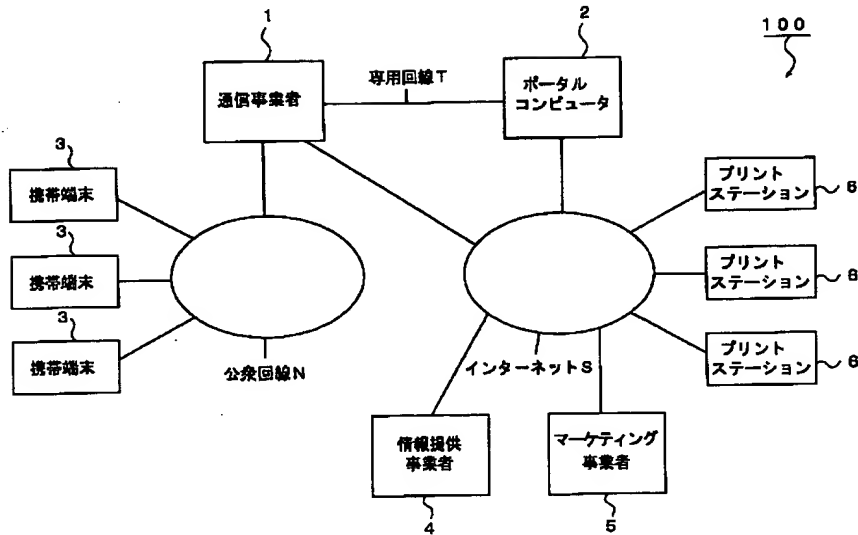 1
2
100
通信事業者
専用回線T
ポータル
コンピュータ
3
携帯端末
3
携帯端末
3
携帯端末
プリント
ステーション
6
プリント
ステーション
6
プリント
ステーション
6
公衆回線N
インターネットS
情報提供
事業者
マーケティング
事業者
4
5